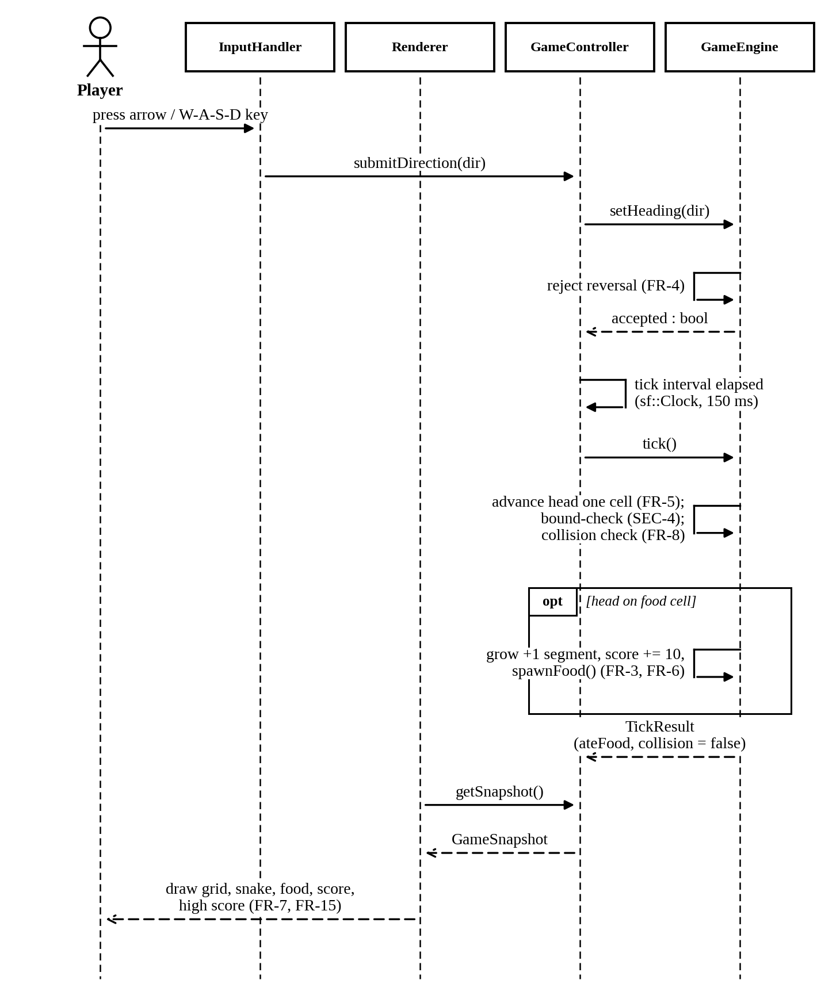 InputHandler
Renderer
GameController
GameEngine
Player
press arrow / W-A-S-D key
submitDirection(dir)
setHeading(dir)
reject reversal (FR-4)
accepted : bool
tick interval elapsed
(sf::Clock, 150 ms)
tick()
advance head one cell (FR-5);
bound-check (SEC-4);
collision check (FR-8)
opt
[head on food cell]
grow +1 segment, score += 10,
spawnFood() (FR-3, FR-6)
TickResult
(ateFood, collision = false)
getSnapshot()
GameSnapshot
draw grid, snake, food, score,
high score (FR-7, FR-15)